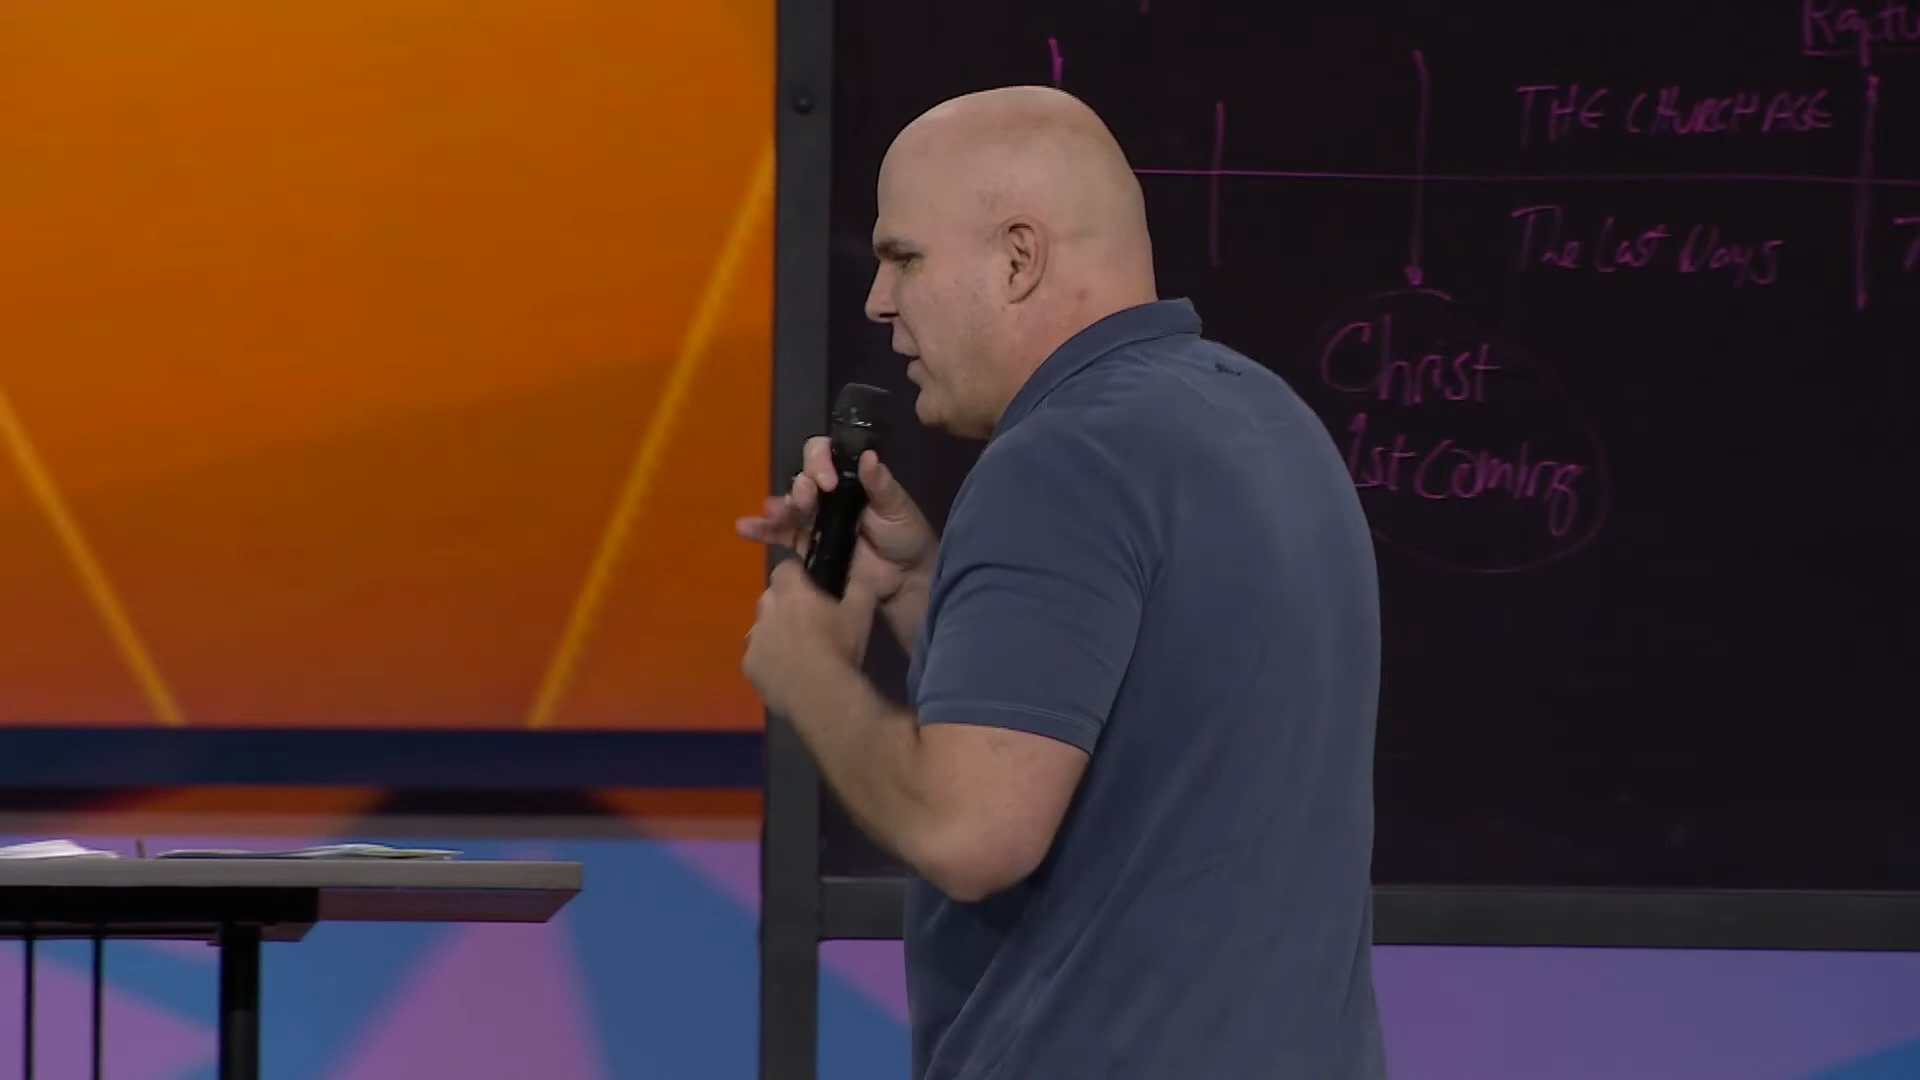 THE CHURCH AGE
The Last Days
Christ
1st Coming